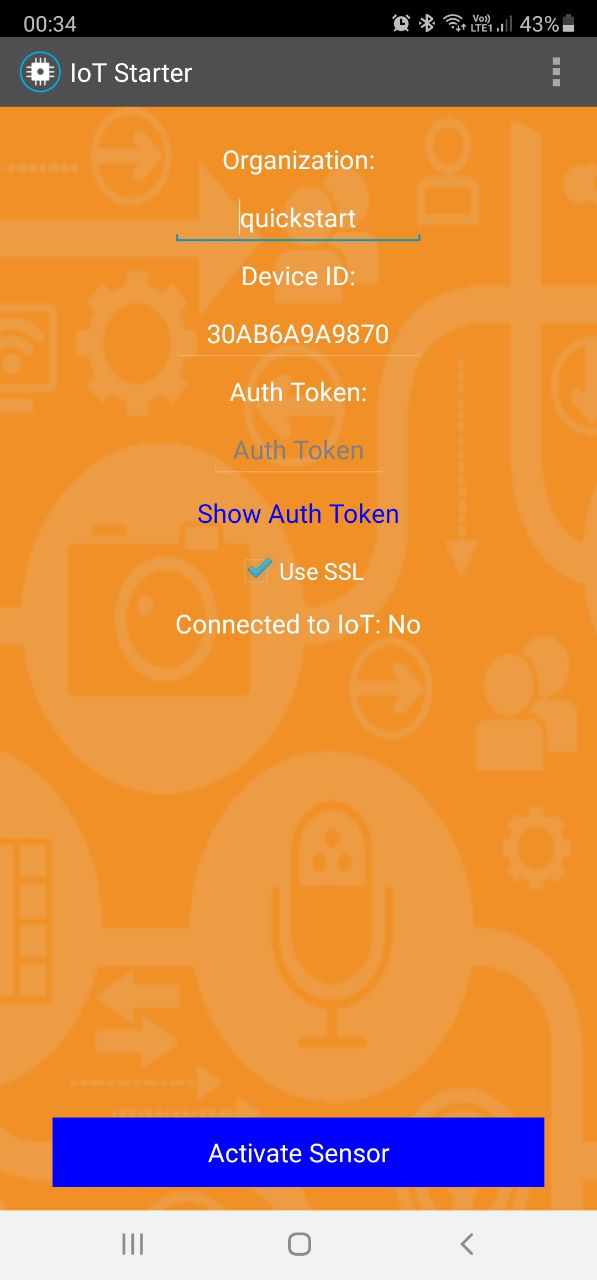 00:34
Vo)) LTE1 43%
IoT Starter
Organization:
quickstart
Device ID:
30AB6A9A9870
Auth Token:
Auth Token
Show Auth Token
Use SSL
Connected to IoT: No
Activate Sensor